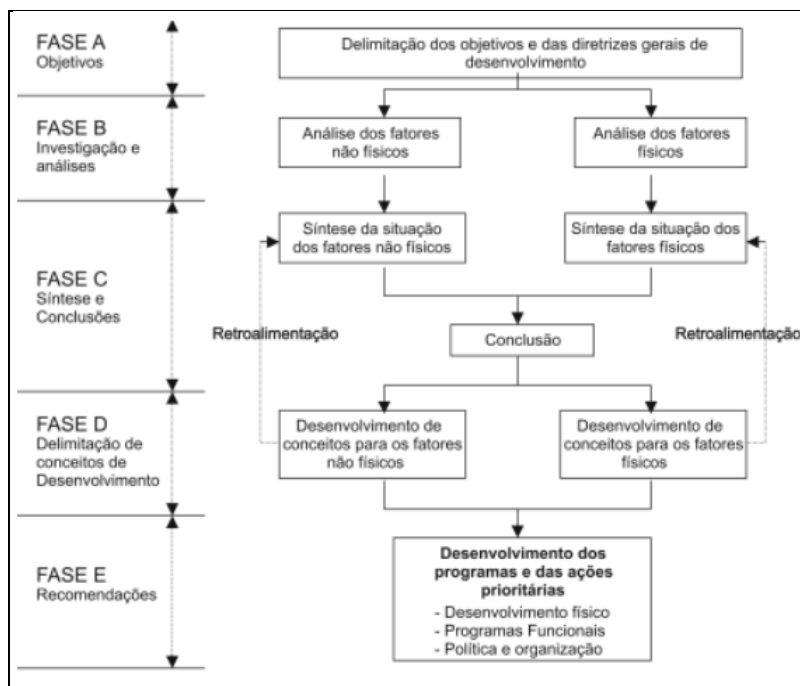 FASE A
Objetivos
Delimitação dos objetivos e das diretrizes gerais de
desenvolvimento
FASE B
Investigação e
análises
Análise dos fatores
não físicos
Análise dos fatores
físicos
FASE C
Síntese e
Conclusões
Síntese da situação
dos fatores não físicos
Síntese da situação dos
fatores físicos
Retroalimentação
Conclusão
Retroalimentação
FASE D
Delimitação de
conceitos de
Desenvolvimento
Desenvolvimento de
conceitos para os fatores
não físicos
Desenvolvimento de
conceitos para os fatores
físicos
FASE E
Recomendações
Desenvolvimento dos
programas e das ações
prioritárias
- Desenvolvimento físico
- Programas Funcionais
- Política e organização